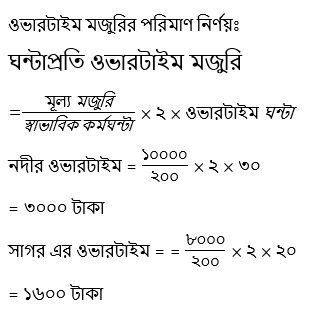 ওভারটাইম মজুরির পরিমাণ নির্ণয়ঃ
ঘন্টাপ্রতি ওভারটাইম মজুরি
= মূল্য মজুরি / স্বাভাবিক কর্মঘন্টা × ২ × ওভারটাইম ঘন্টা
নদীর ওভারটাইম = ১০০০০ / ২০০ × ২ × ৩০
= ৩০০০ টাকা
সাগর এর ওভারটাইম = = ৮০০০ / ২০০ × ২ × ২০
= ১৬০০ টাকা